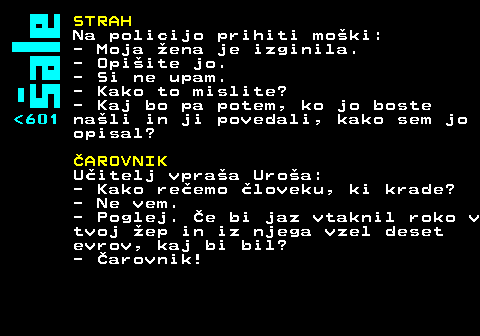 šale
<601
STRAH
Na policijo prihiti moški:
- Moja žena je izginila.
- Opišite jo.
- Si ne upam.
- Kako to mislite?
- Kaj bo pa potem, ko jo boste
našli in ji povedali, kako sem jo
opisal?
ČAROVNIK
Učitelj vpraša Uroša:
- Kako rečemo človeku, ki krade?
- Ne vem.
- Poglej. Če bi jaz vtaknil roko v
tvoj žep in iz njega vzel deset
evrov, kaj bi bil?
- Čarovnik!